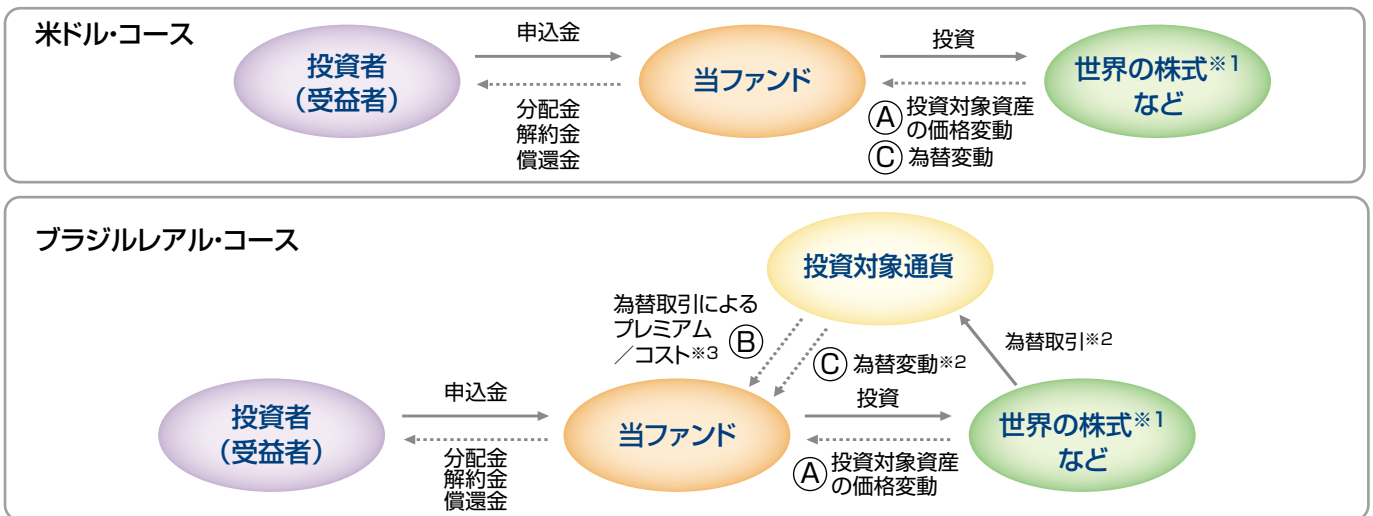 米ドル・コース
投資者
（受益者）
申込金
分配金
解約金
償還金
当ファンド
投資
Ⓐ投資対象資産
の価格変動
Ⓒ為替変動
世界の株式※1
など
ブラジルレアル・コース
投資対象通貨
為替取引による
プレミアム
／コスト※3 Ⓑ
Ⓒ為替変動※2
為替取引※2
投資者
（受益者）
申込金
分配金
解約金
償還金
当ファンド
投資
Ⓐ投資対象資産
の価格変動
世界の株式※1
など